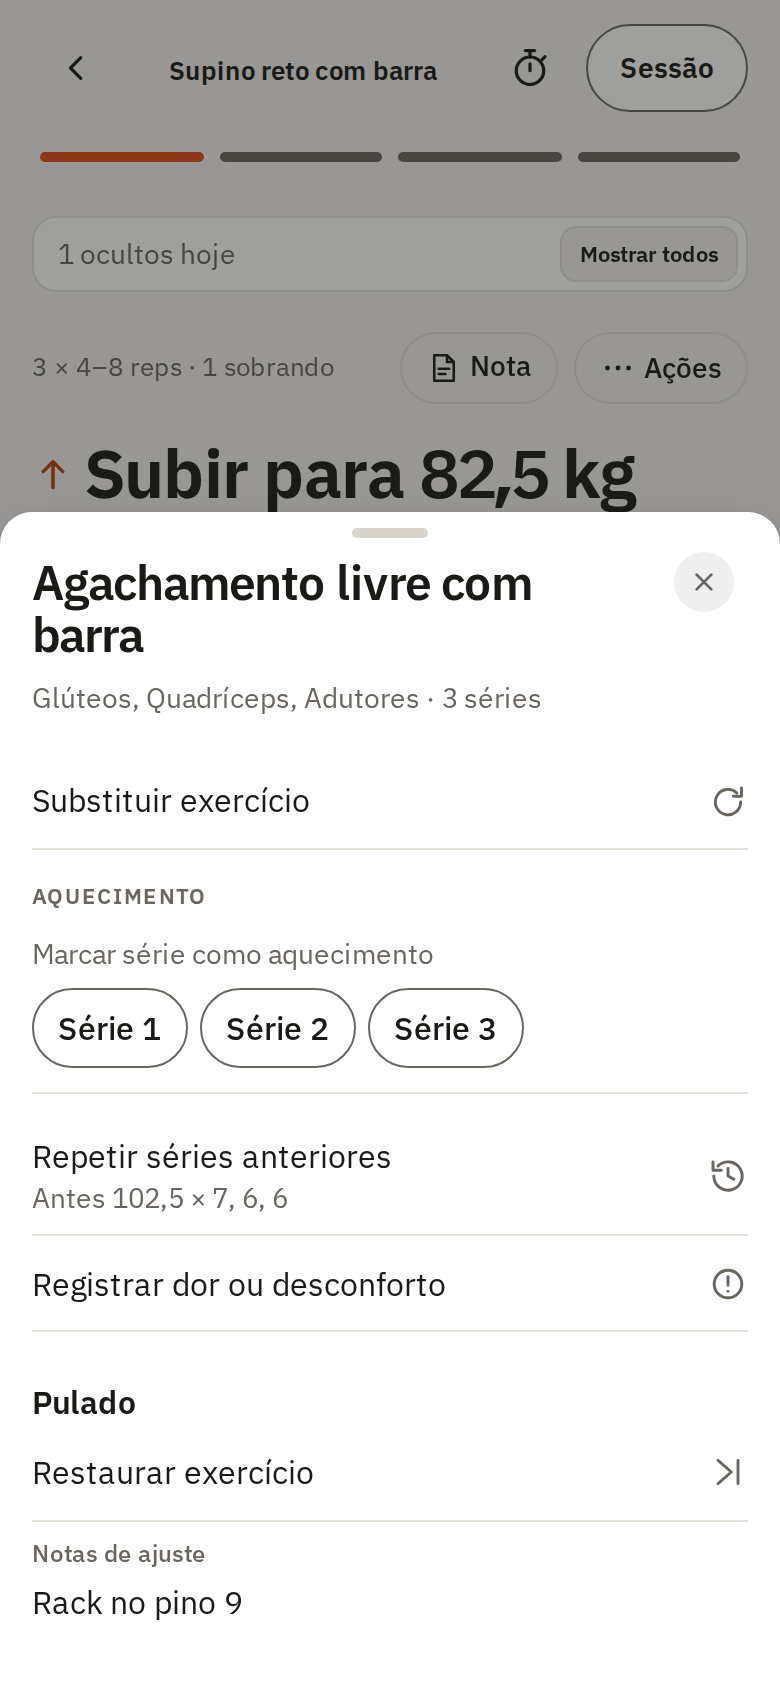 Supino reto com barra
Sessão
1 ocultos hoje
Mostrar todos
3 × 4–8 reps · 1 sobrando
Nota
Ações
Subir para 82,5 kg
Agachamento livre com
barra
Glúteos, Quadríceps, Adutores · 3 séries
Substituir exercício
AQUECIMENTO
Marcar série como aquecimento
Série 1
Série 2
Série 3
Repetir séries anteriores
Antes 102,5 × 7, 6, 6
Registrar dor ou desconforto
Pulado
Restaurar exercício
Notas de ajuste
Rack no pino 9